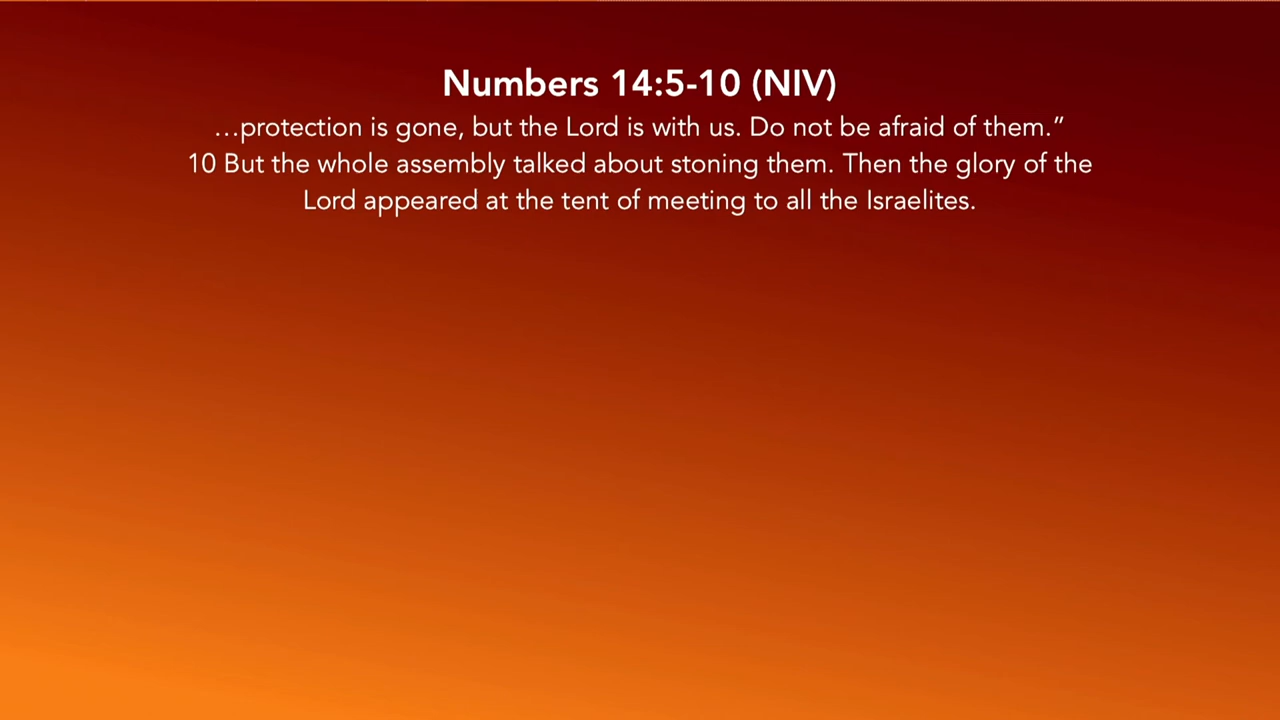 Numbers 14:5-10 (NIV)
…protection is gone, but the Lord is with us. Do not be afraid of them.”
10 But the whole assembly talked about stoning them. Then the glory of the
Lord appeared at the tent of meeting to all the Israelites.